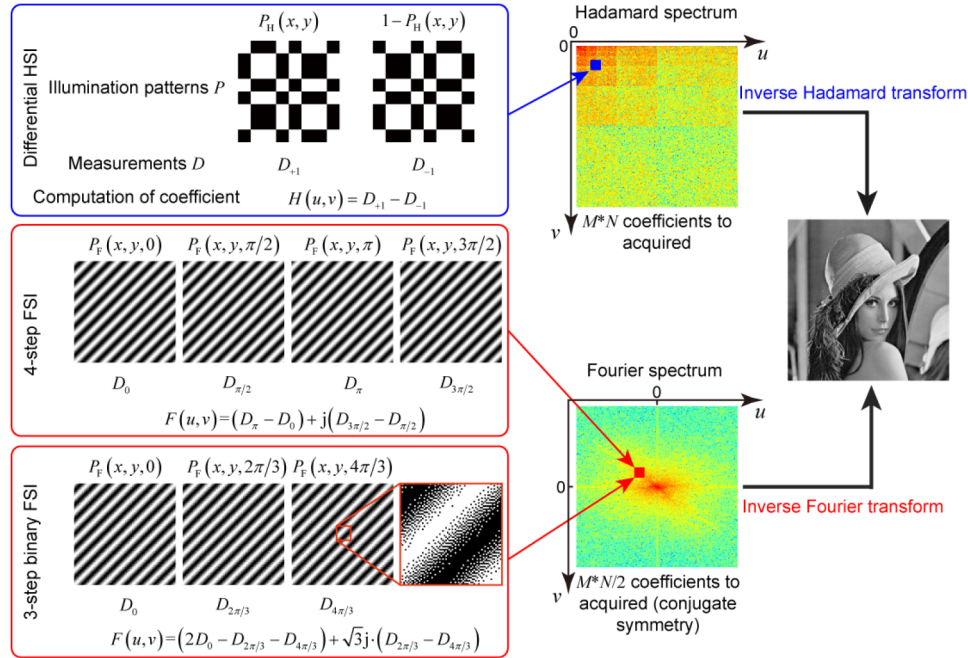 Differential HSI
P_H(x, y)
1−P_H(x, y)
Illumination patterns P
Measurements D
D_{+1}
D_{−1}
Computation of coefficient
H(u,v) = D_{+1} − D_{−1}
4-step FSI
P_F(x, y, 0)
P_F(x, y, π/2)
P_F(x, y, π)
P_F(x, y, 3π/2)
D_0
D_{π/2}
D_π
D_{3π/2}
F(u,v) = (D_π − D_0) + j(D_{3π/2} − D_{π/2})
3-step binary FSI
P_F(x, y, 0)
P_F(x, y, 2π/3)
P_F(x, y, 4π/3)
D_0
D_{2π/3}
D_{4π/3}
F(u,v) = (2D_0 − D_{2π/3} − D_{4π/3}) + √3j·(D_{2π/3} − D_{4π/3})
Hadamard spectrum
0
u
0
v
M*N coefficients to
acquired
Inverse Hadamard transform
Fourier spectrum
0
u
0
v
M*N/2 coefficients to
acquired (conjugate
symmetry)
Inverse Fourier transform